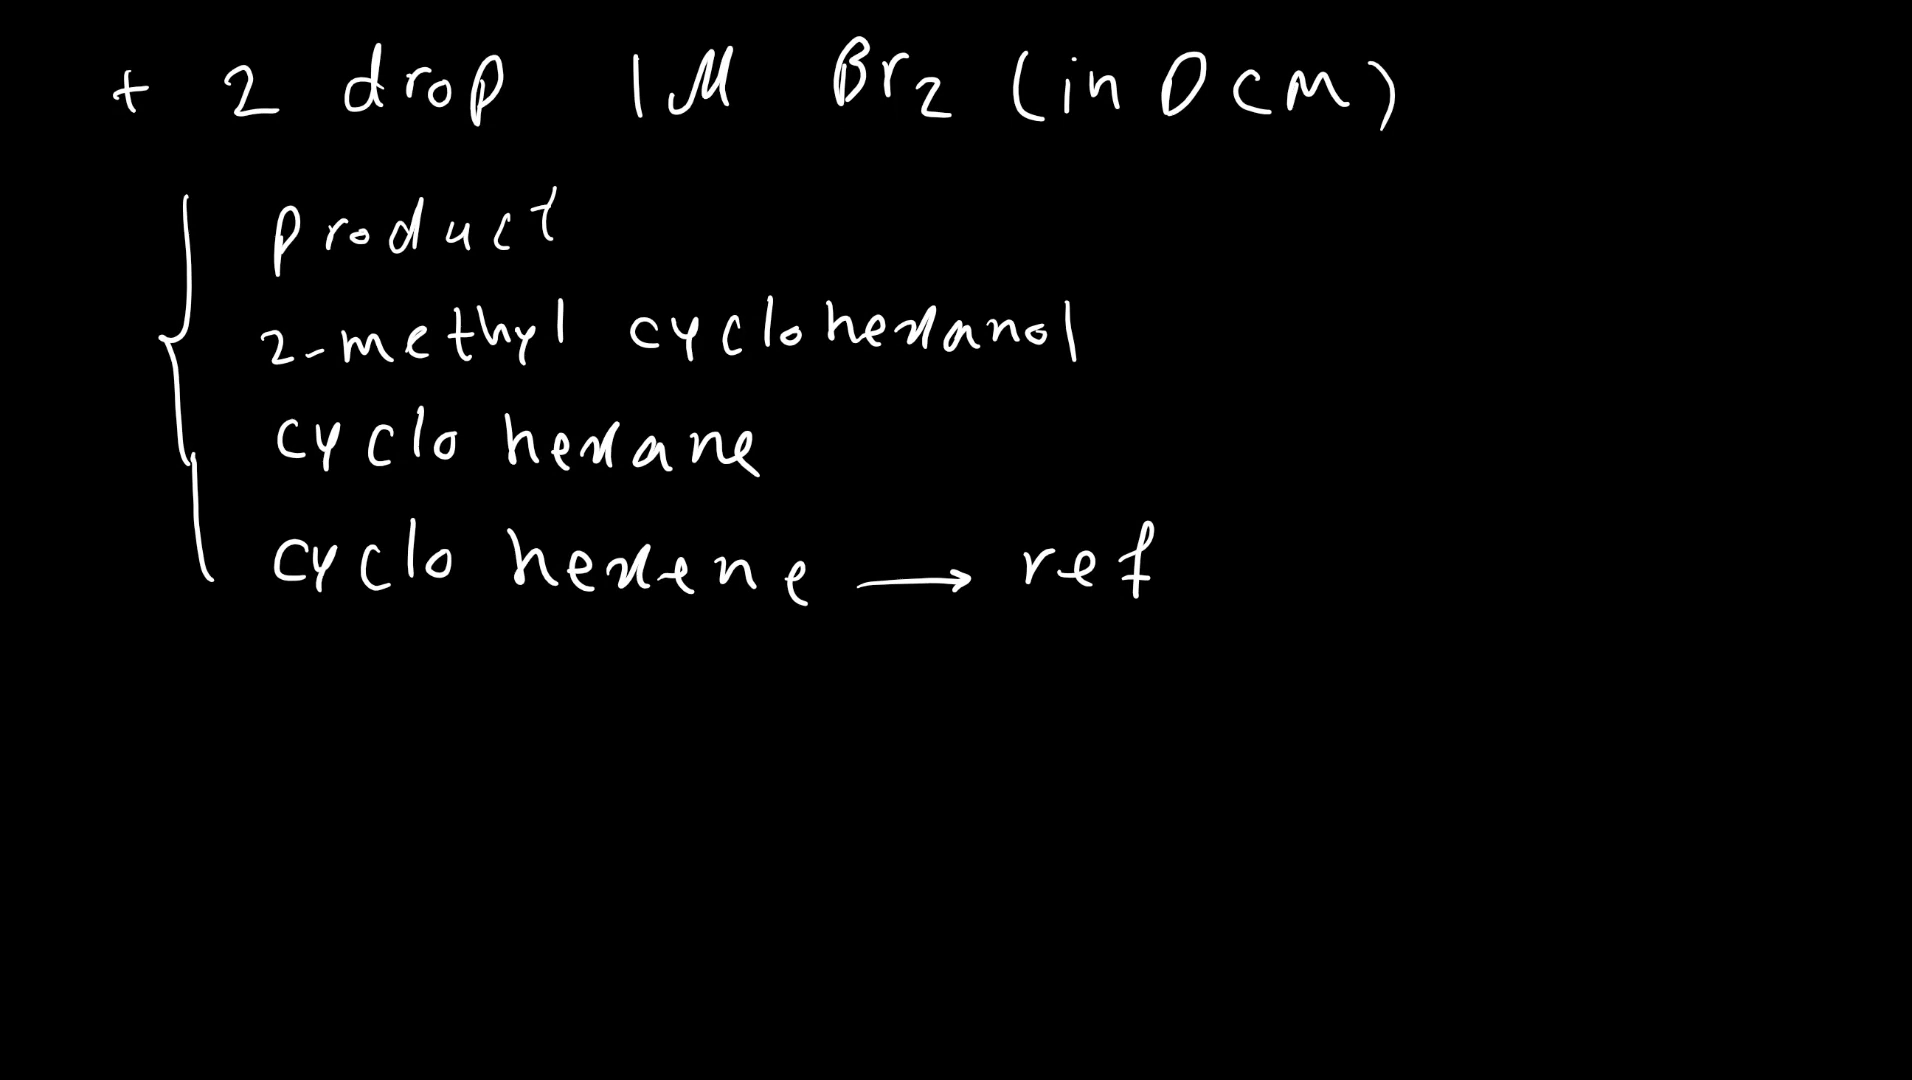 + 2 drop 1M Br2 (in DCM)
product
2-methyl cyclohexanol
cyclo hexane
cyclo hexene → ref